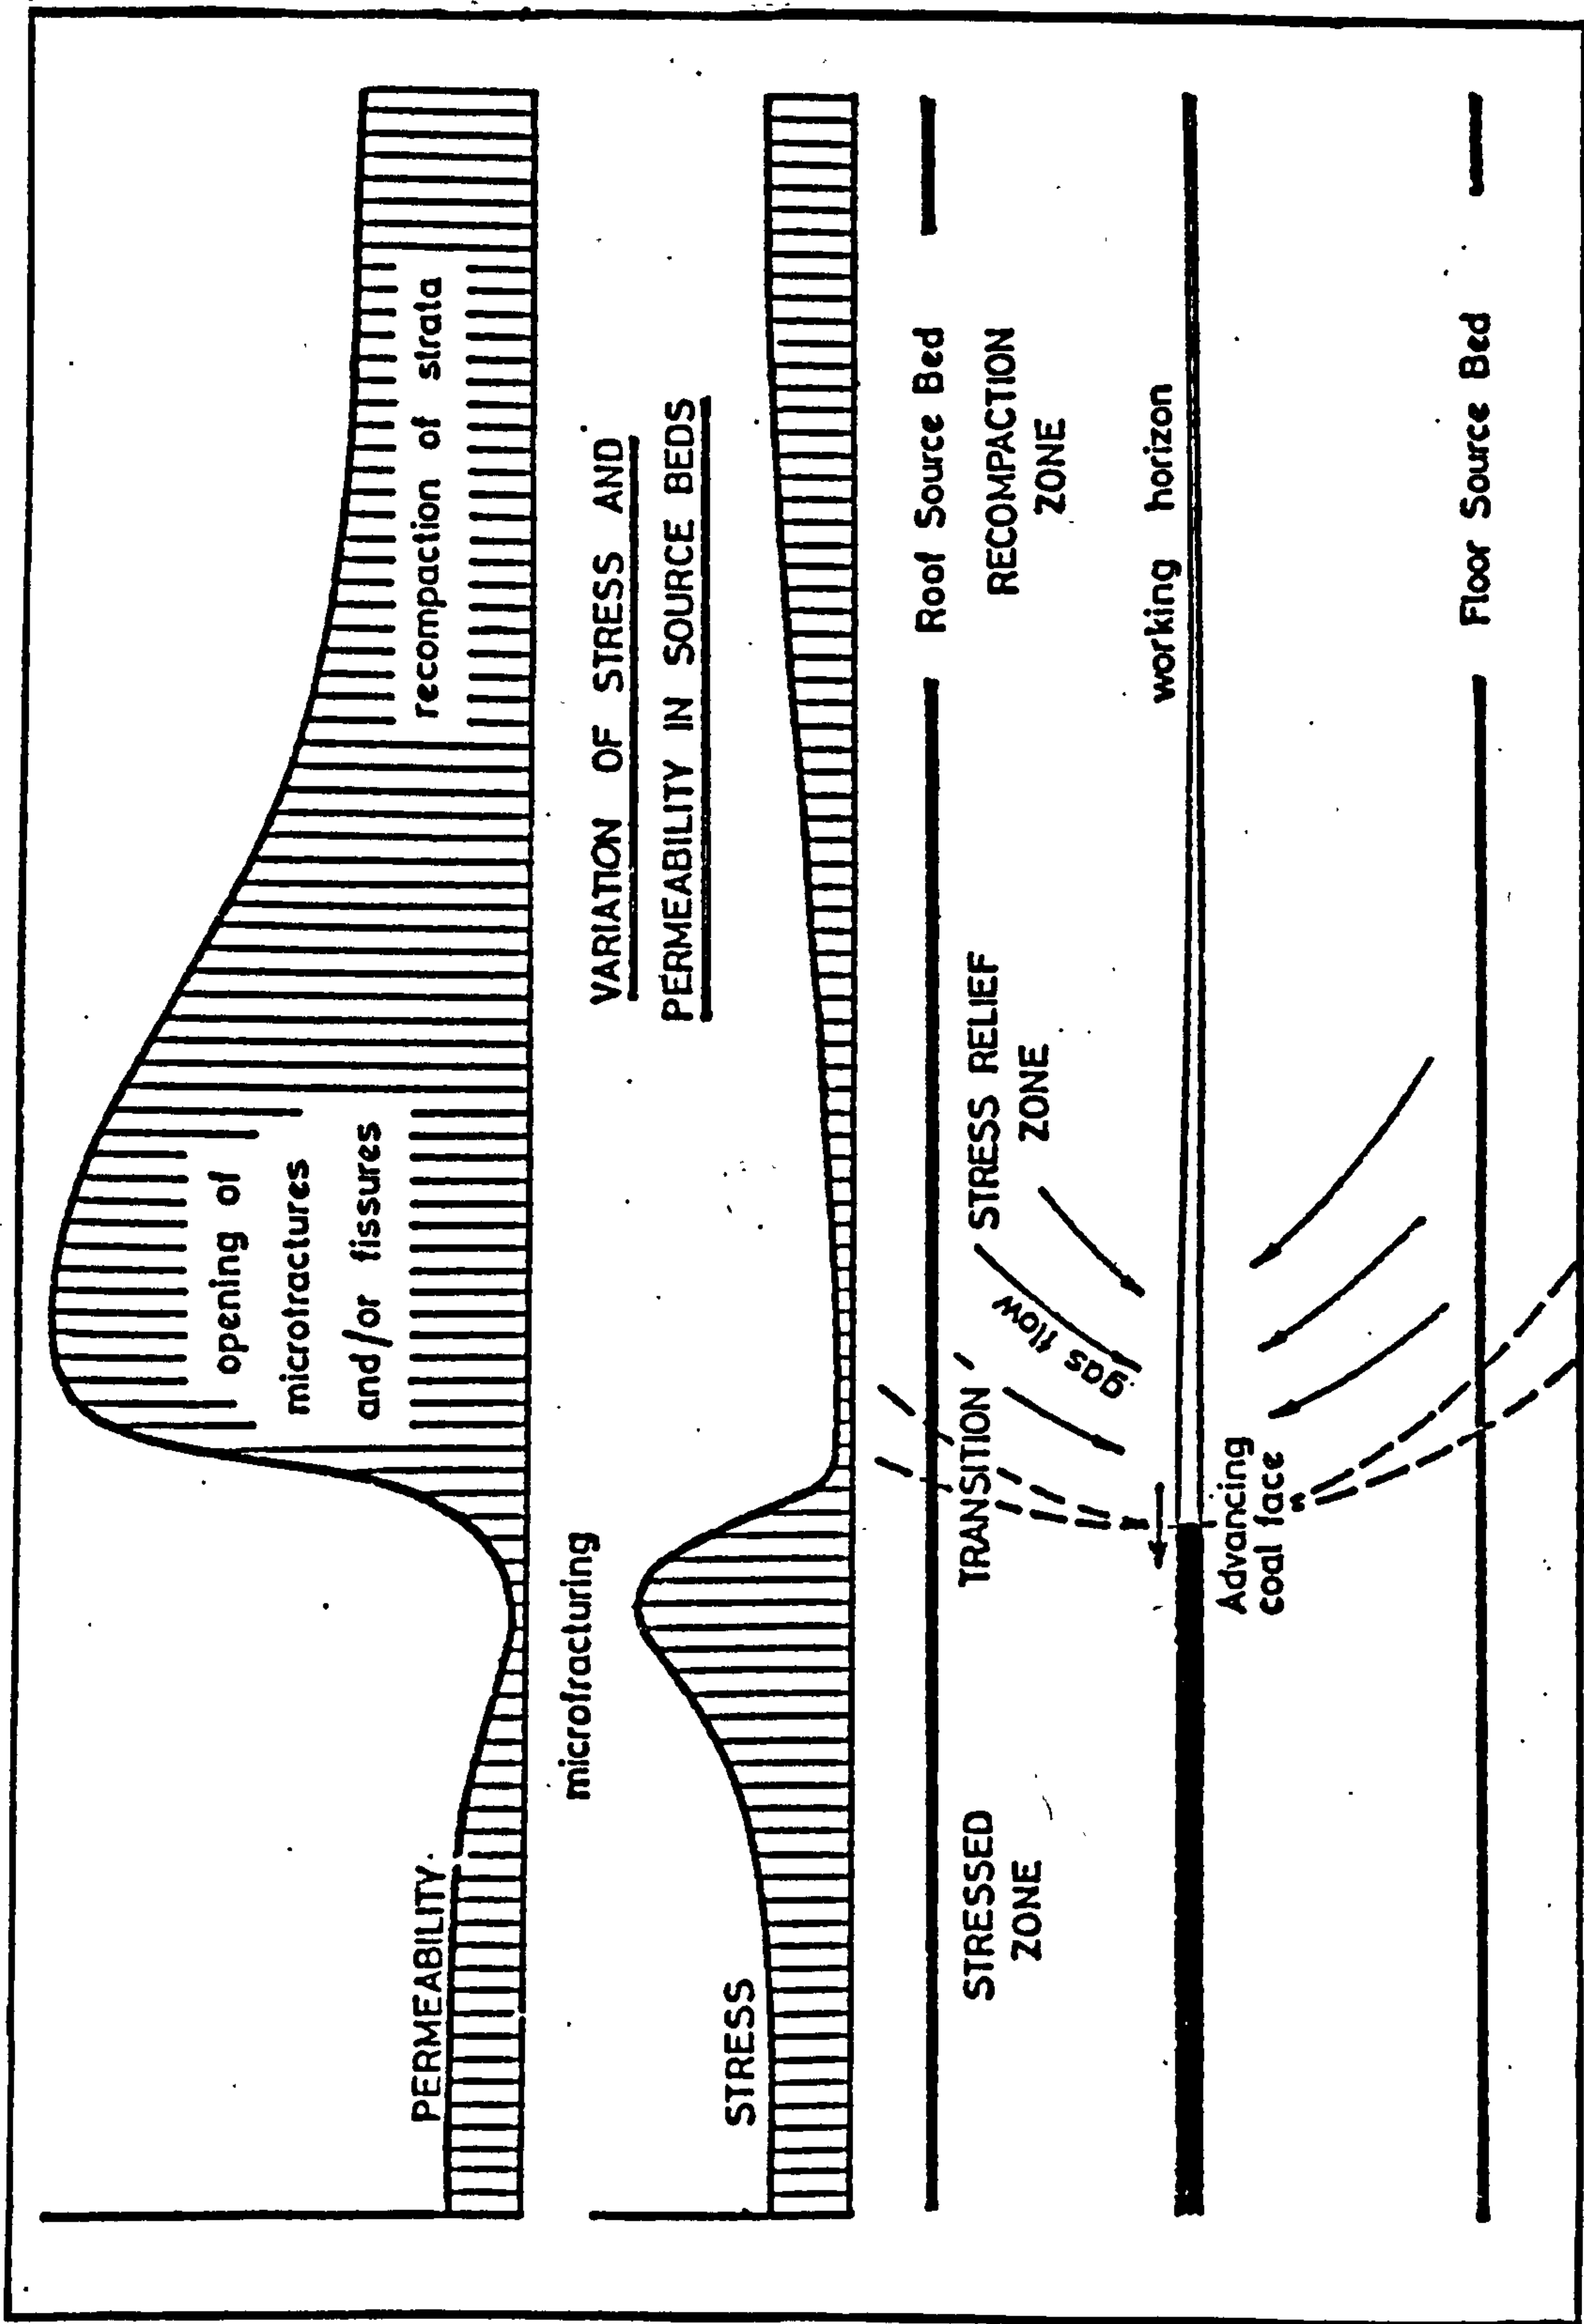 PERMEABILITY
opening of
microfractures
and/or fissures
recompaction of strata
microfracturing
VARIATION OF STRESS AND
PERMEABILITY IN SOURCE BEDS
STRESS
Roof Source Bed
STRESSED
ZONE
TRANSITION
gas flow
STRESS RELIEF
ZONE
RECOMPACTION
ZONE
working horizon
Advancing
coal face
Floor Source Bed